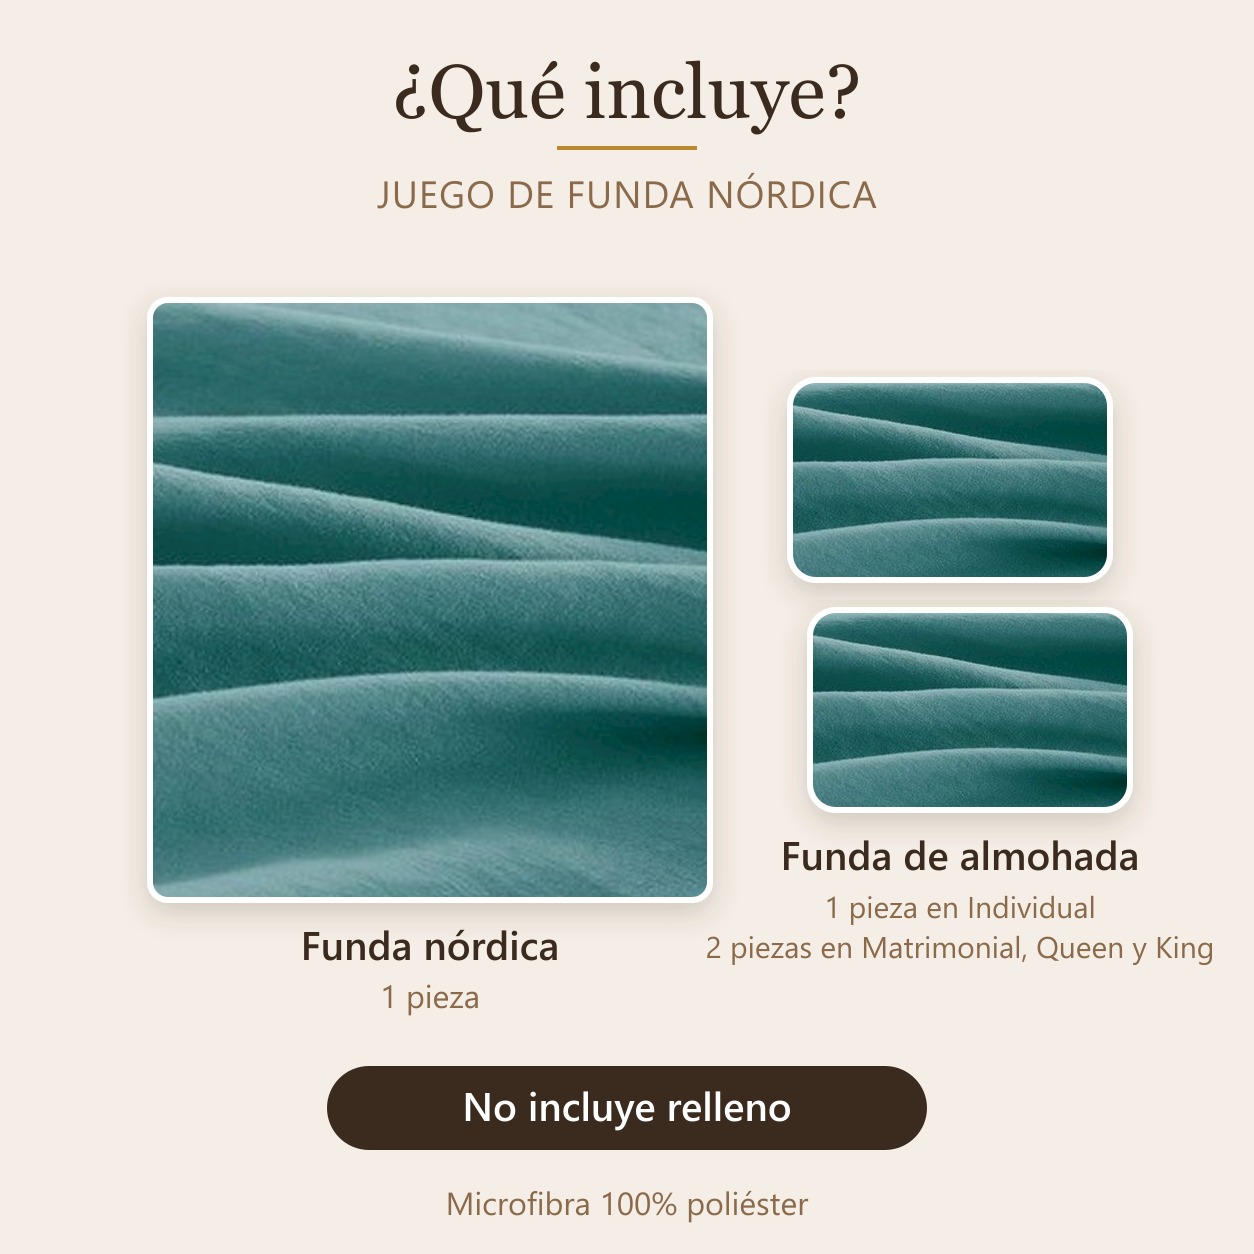 ¿Qué incluye?
JUEGO DE FUNDA NÓRDICA
Funda nórdica
1 pieza
Funda de almohada
1 pieza en Individual
2 piezas en Matrimonial, Queen y King
No incluye relleno
Microfibra 100% poliéster